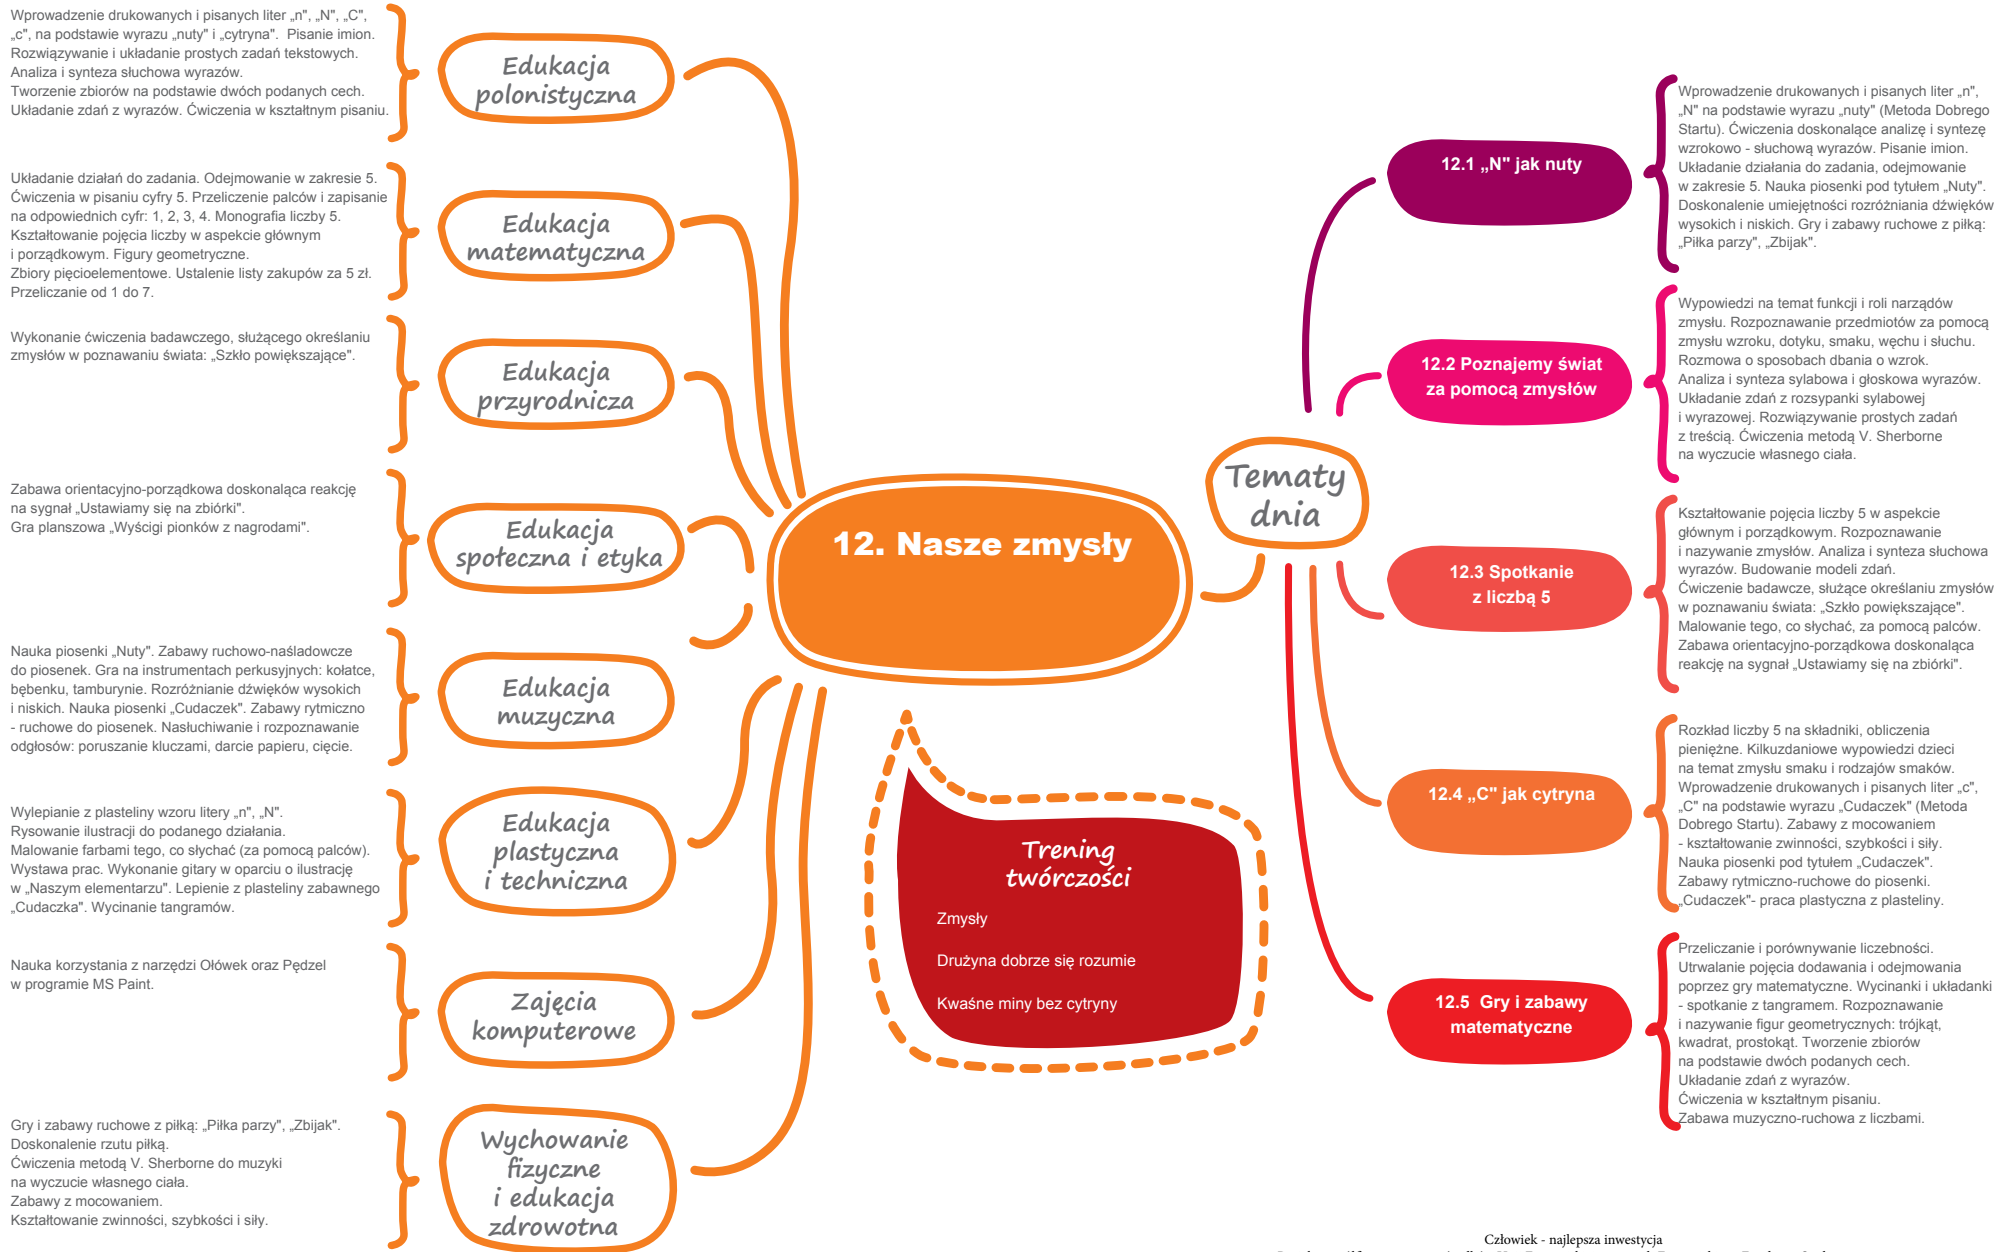 Wprowadzenie drukowanych i pisanych liter „n", „N", „C",
„c", na podstawie wyrazu „nuty" i „cytryna".  Pisanie imion.
Rozwiązywanie i układanie prostych zadań tekstowych.
Analiza i synteza słuchowa wyrazów.
Tworzenie zbiorów na podstawie dwóch podanych cech.
Układanie zdań z wyrazów. Ćwiczenia w kształtnym pisaniu.
Edukacja
polonistyczna
Układanie działań do zadania. Odejmowanie w zakresie 5.
Ćwiczenia w pisaniu cyfry 5. Przeliczenie palców i zapisanie
na odpowiednich cyfr: 1, 2, 3, 4. Monografia liczby 5.
Kształtowanie pojęcia liczby w aspekcie głównym
i porządkowym. Figury geometryczne.
Zbiory pięcioelementowe. Ustalenie listy zakupów za 5 zł.
Przeliczanie od 1 do 7.
Edukacja
matematyczna
Wykonanie ćwiczenia badawczego, służącego określaniu
zmysłów w poznawaniu świata: „Szkło powiększające".
Edukacja
przyrodnicza
Zabawa orientacyjno-porządkowa doskonaląca reakcję
na sygnał „Ustawiamy się na zbiórki".
Gra planszowa „Wyścigi pionków z nagrodami".
Edukacja
społeczna i etyka
Nauka piosenki „Nuty". Zabawy ruchowo-naśladowcze
do piosenek. Gra na instrumentach perkusyjnych: kołatce,
bębenku, tamburynie. Rozróżnianie dźwięków wysokich
i niskich. Nauka piosenki „Cudaczek". Zabawy rytmiczno
- ruchowe do piosenek. Nasłuchiwanie i rozpoznawanie
odgłosów: poruszanie kluczami, darcie papieru, cięcie.
Edukacja
muzyczna
Wylepianie z plasteliny wzoru litery „n", „N".
Rysowanie ilustracji do podanego działania.
Malowanie farbami tego, co słychać (za pomocą palców).
Wystawa prac. Wykonanie gitary w oparciu o ilustrację
w „Naszym elementarzu". Lepienie z plasteliny zabawnego
„Cudaczka". Wycinanie tangramów.
Edukacja
plastyczna
i techniczna
Nauka korzystania z narzędzi Ołówek oraz Pędzel
w programie MS Paint.
Zajęcia
komputerowe
Gry i zabawy ruchowe z piłką: „Piłka parzy", „Zbijak".
Doskonalenie rzutu piłką.
Ćwiczenia metodą V. Sherborne do muzyki
na wyczucie własnego ciała.
Zabawy z mocowaniem.
Kształtowanie zwinności, szybkości i siły.
Wychowanie
fizyczne
i edukacja
zdrowotna
12. Nasze zmysły
Trening
twórczości
Zmysły
Drużyna dobrze się rozumie
Kwaśne miny bez cytryny
Tematy
dnia
12.1 „N" jak nuty
Wprowadzenie drukowanych i pisanych liter „n",
„N" na podstawie wyrazu „nuty" (Metoda Dobrego
Startu). Ćwiczenia doskonalące analizę i syntezę
wzrokowo - słuchową wyrazów. Pisanie imion.
Układanie działania do zadania, odejmowanie
w zakresie 5. Nauka piosenki pod tytułem „Nuty".
Doskonalenie umiejętności rozróżniania dźwięków
wysokich i niskich. Gry i zabawy ruchowe z piłką:
„Piłka parzy", „Zbijak".
12.2 Poznajemy świat
za pomocą zmysłów
Wypowiedzi na temat funkcji i roli narządów
zmysłu. Rozpoznawanie przedmiotów za pomocą
zmysłu wzroku, dotyku, smaku, węchu i słuchu.
Rozmowa o sposobach dbania o wzrok.
Analiza i synteza sylabowa i głoskowa wyrazów.
Układanie zdań z rozsypanki sylabowej
i wyrazowej. Rozwiązywanie prostych zadań
z treścią. Ćwiczenia metodą V. Sherborne
na wyczucie własnego ciała.
12.3 Spotkanie
z liczbą 5
Kształtowanie pojęcia liczby 5 w aspekcie
głównym i porządkowym. Rozpoznawanie
i nazywanie zmysłów. Analiza i synteza słuchowa
wyrazów. Budowanie modeli zdań.
Ćwiczenie badawcze, służące określaniu zmysłów
w poznawaniu świata: „Szkło powiększające".
Malowanie tego, co słychać, za pomocą palców.
Zabawa orientacyjno-porządkowa doskonaląca
reakcję na sygnał „Ustawiamy się na zbiórki".
12.4 „C" jak cytryna
Rozkład liczby 5 na składniki, obliczenia
pieniężne. Kilkuzdaniowe wypowiedzi dzieci
na temat zmysłu smaku i rodzajów smaków.
Wprowadzenie drukowanych i pisanych liter „c",
„C" na podstawie wyrazu „Cudaczek" (Metoda
Dobrego Startu). Zabawy z mocowaniem
- kształtowanie zwinności, szybkości i siły.
Nauka piosenki pod tytułem „Cudaczek".
Zabawy rytmiczno-ruchowe do piosenki.
„Cudaczek"- praca plastyczna z plasteliny.
12.5  Gry i zabawy
matematyczne
Przeliczanie i porównywanie liczebności.
Utrwalanie pojęcia dodawania i odejmowania
poprzez gry matematyczne. Wycinanki i układanki
- spotkanie z tangramem. Rozpoznawanie
i nazywanie figur geometrycznych: trójkąt,
kwadrat, prostokąt. Tworzenie zbiorów
na podstawie dwóch podanych cech.
Układanie zdań z wyrazów.
Ćwiczenia w kształtnym pisaniu.
Zabawa muzyczno-ruchowa z liczbami.
Człowiek - najlepsza inwestycja